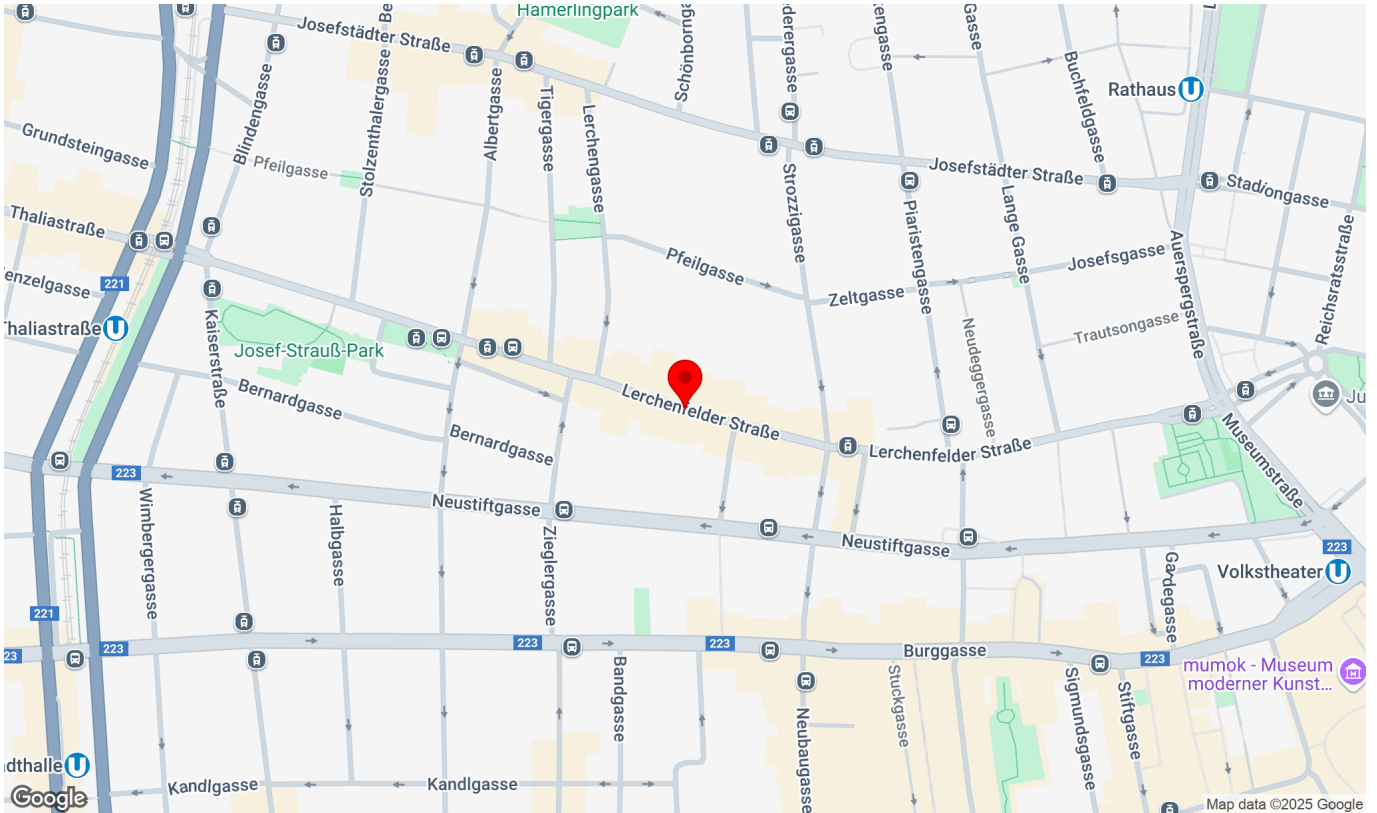 Hamerlingpark
Josefstädter Straße
Grundsteingasse
Blindengasse
Pfeilgasse
Albertgasse
Tigergasse
Lerchengasse
Strozzigasse
Piaristengasse
Lange Gasse
Buchfeldgasse
Rathaus
Josefstädter Straße
Stadiongasse
Thaliastraße
Pfeilgasse
Zeltgasse
Josefsgasse
Auerspergstraße
Reichsratsstraße
221
Kaiserstraße
Josef-Strauß-Park
Neudeggergasse
Trautsongasse
Bernardgasse
Bernardgasse
Lerchenfelder Straße
Lerchenfelder Straße
Museumstraße
223
Neustiftgasse
Neustiftgasse
223
Wimbergergasse
Halbgasse
Zieglergasse
Gardegasse
Volkstheater
221
223
223
223
Burggasse
223
mumok - Museum
moderner Kunst...
Bandgasse
Neubaugasse
Stuckgasse
Sigmundsgasse
Stiftgasse
Kandlgasse
Kandlgasse
Google
Map data ©2025 Google